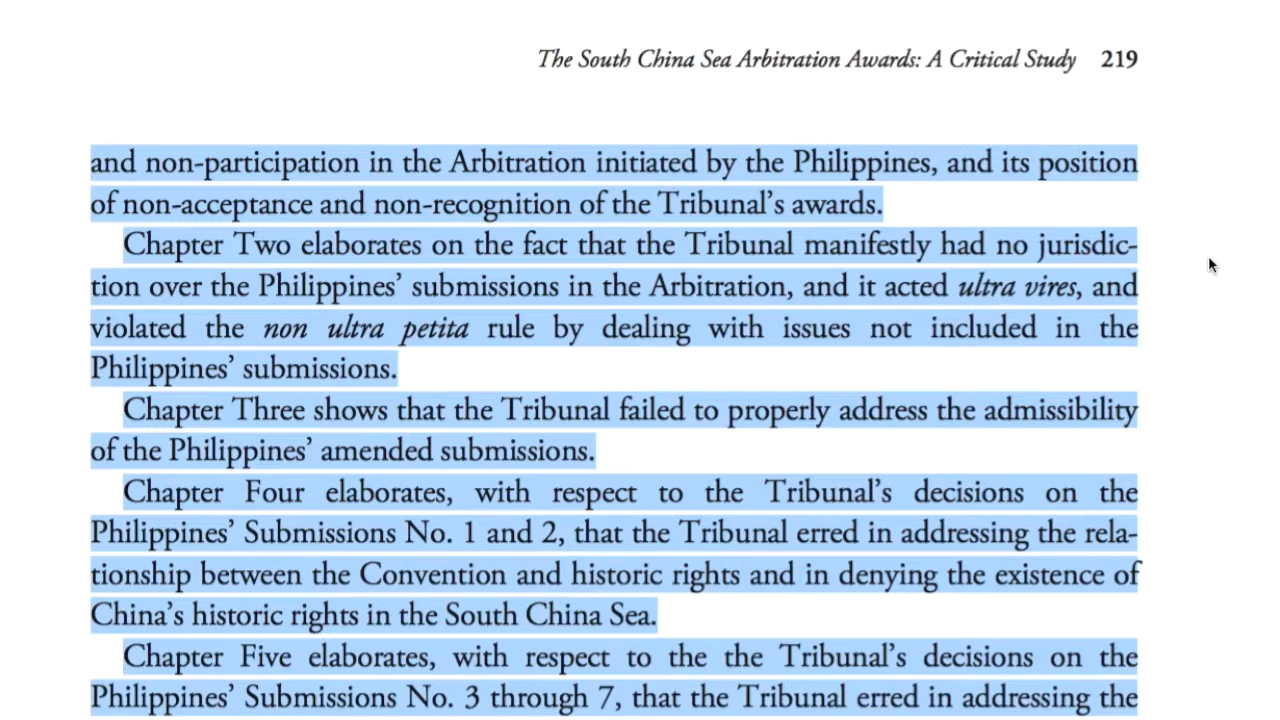 The South China Sea Arbitration Awards: A Critical Study 219
and non-participation in the Arbitration initiated by the Philippines, and its position
of non-acceptance and non-recognition of the Tribunal’s awards.
Chapter Two elaborates on the fact that the Tribunal manifestly had no jurisdic-
tion over the Philippines’ submissions in the Arbitration, and it acted ultra vires, and
violated the non ultra petita rule by dealing with issues not included in the
Philippines’ submissions.
Chapter Three shows that the Tribunal failed to properly address the admissibility
of the Philippines’ amended submissions.
Chapter Four elaborates, with respect to the Tribunal’s decisions on the
Philippines’ Submissions No. 1 and 2, that the Tribunal erred in addressing the rela-
tionship between the Convention and historic rights and in denying the existence of
China’s historic rights in the South China Sea.
Chapter Five elaborates, with respect to the the Tribunal’s decisions on the
Philippines’ Submissions No. 3 through 7, that the Tribunal erred in addressing the